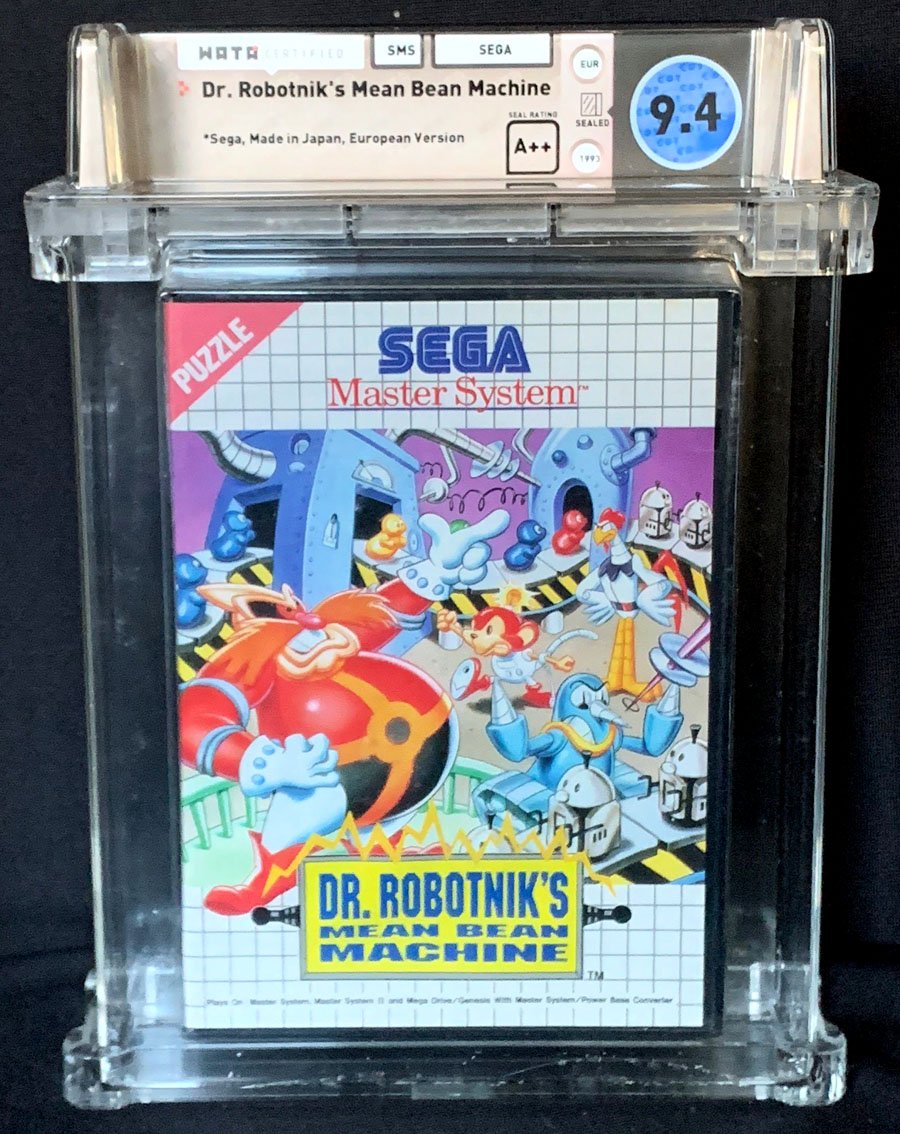 WATA CERTIFIED
SMS
SEGA
EUR
Dr. Robotnik's Mean Bean Machine
*Sega, Made in Japan, European Version
SEAL RATING
A++
SEALED
1993
9.4
PUZZLE
SEGA
Master System™
DR. ROBOTNIK'S
MEAN BEAN
MACHINE
TM
Plays On Master System, Master System II and Mega Drive/Genesis With Master System/Power Base Converter